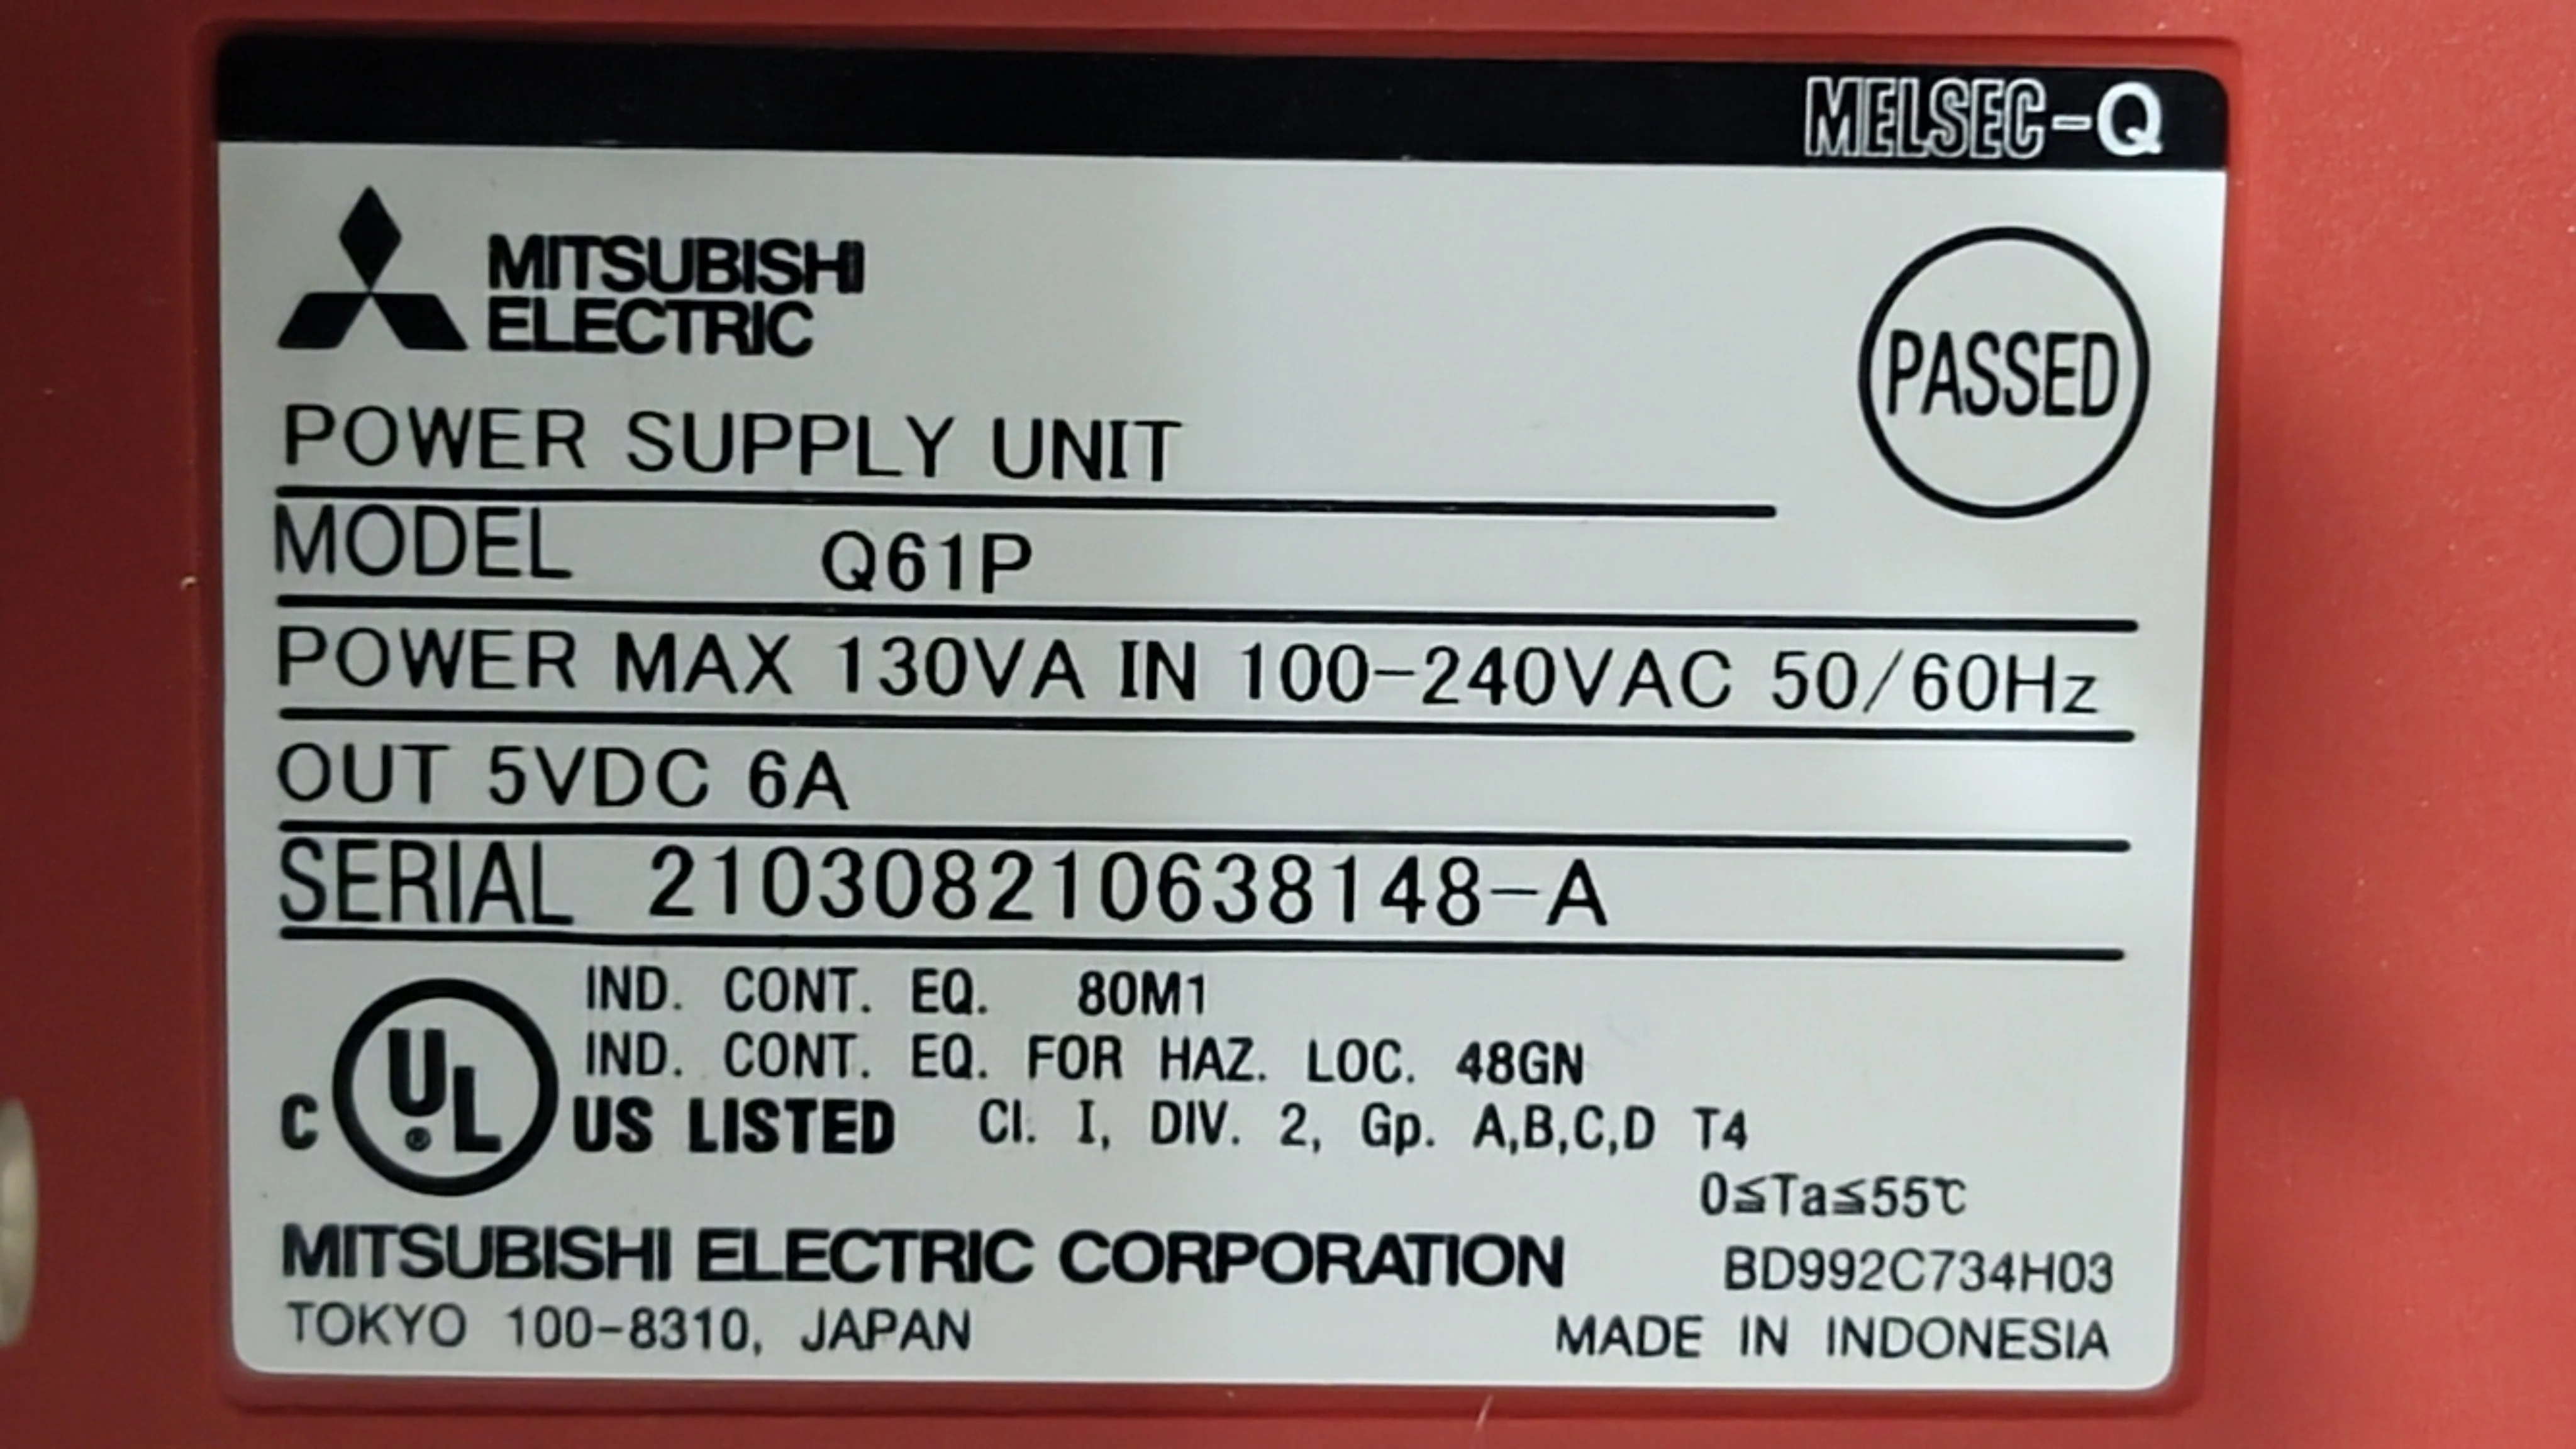 MELSEC-Q
MITSUBISHI
ELECTRIC
PASSED
POWER SUPPLY UNIT
MODEL Q61P
POWER MAX 130VA IN 100-240VAC 50/60Hz
OUT 5VDC 6A
SERIAL 210308210638148-A
IND. CONT. EQ. 80M1
IND. CONT. EQ. FOR HAZ. LOC. 48GN
C UL® US LISTED Cl. I, DIV. 2, Gp. A,B,C,D T4
0≦Ta≦55℃
MITSUBISHI ELECTRIC CORPORATION BD992C734H03
TOKYO 100-8310, JAPAN MADE IN INDONESIA